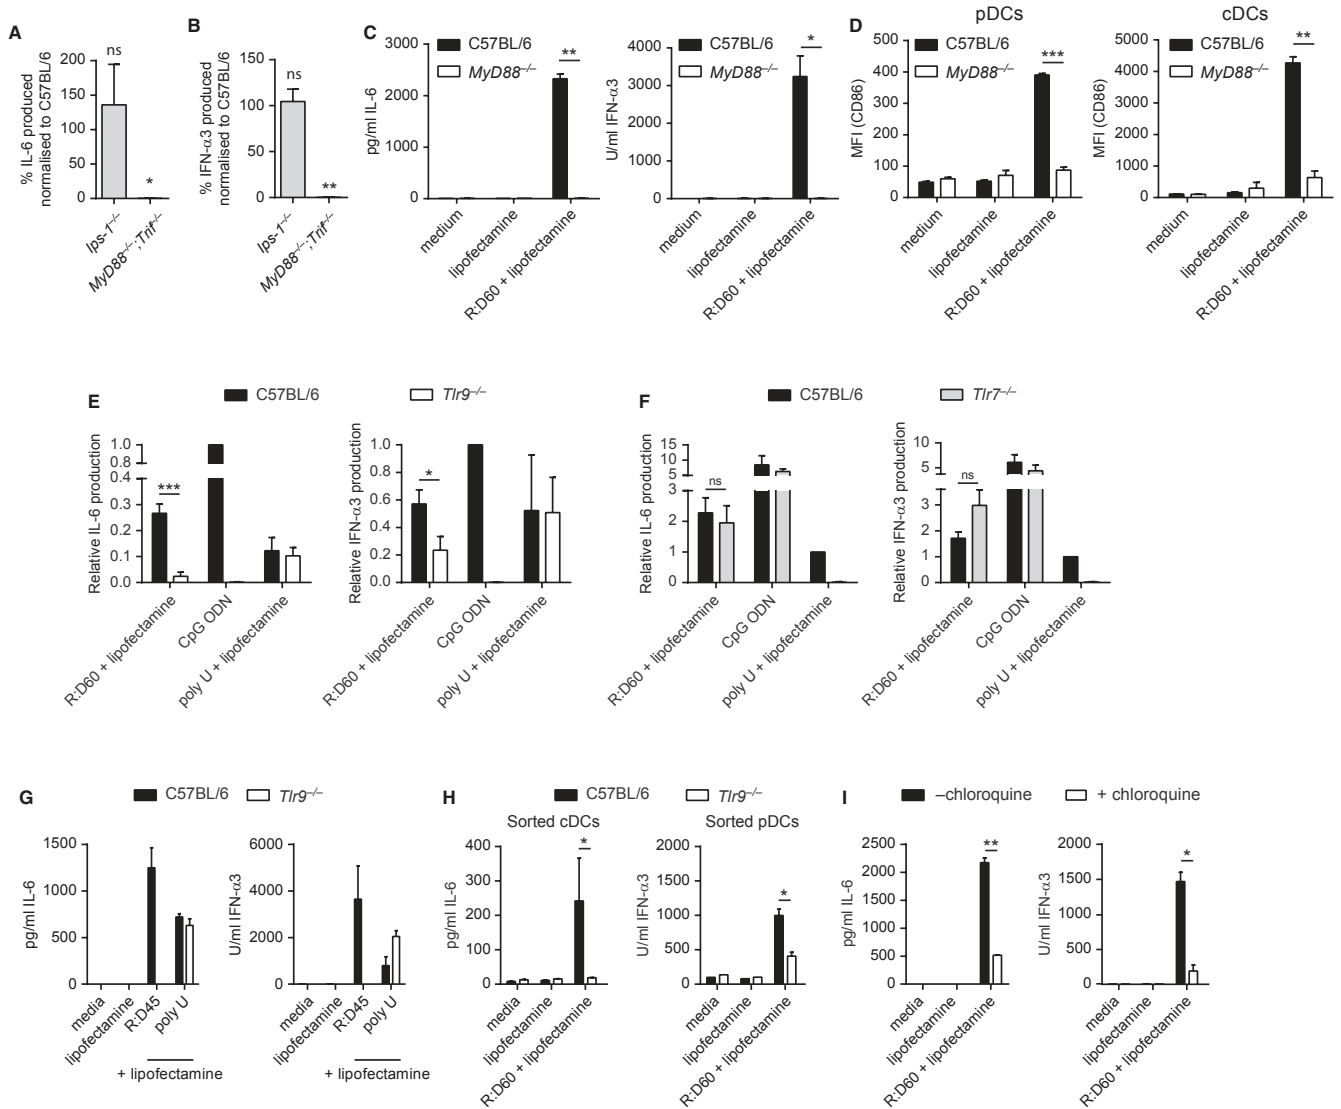 A
% IL-6 produced
normalised to C57BL/6
200
150
100
50
0
ns
*
Ips-1–/–
MyD88–/–;Trif–/–
B
% IFN-α3 produced
normalised to C57BL/6
150
100
50
0
ns
**
Ips-1–/–
MyD88–/–;Trif–/–
C
C57BL/6
MyD88–/–
pg/ml IL-6
3000
2000
1000
0
**
medium
lipofectamine
R:D60 + lipofectamine
C57BL/6
MyD88–/–
U/ml IFN-α3
4000
3000
2000
1000
0
*
medium
lipofectamine
R:D60 + lipofectamine
D
pDCs
C57BL/6
MyD88–/–
MFI (CD86)
500
400
300
200
100
0
***
medium
lipofectamine
R:D60 + lipofectamine
cDCs
C57BL/6
MyD88–/–
MFI (CD86)
5000
4000
3000
2000
1000
0
**
medium
lipofectamine
R:D60 + lipofectamine
E
C57BL/6
Tlr9–/–
Relative IL-6 production
1.0
0.8
0.4
0.3
0.2
0.1
0.0
***
R:D60 + lipofectamine
CpG ODN
poly U + lipofectamine
Relative IFN-α3 production
1.0
0.8
0.6
0.4
0.2
0.0
*
R:D60 + lipofectamine
CpG ODN
poly U + lipofectamine
F
C57BL/6
Tlr7–/–
Relative IL-6 production
15
10
5
3
2
1
0
ns
R:D60 + lipofectamine
CpG ODN
poly U + lipofectamine
Relative IFN-α3 production
10
5
3
2
1
0
ns
R:D60 + lipofectamine
CpG ODN
poly U + lipofectamine
G
C57BL/6
Tlr9–/–
pg/ml IL-6
1500
1000
500
0
media
lipofectamine
R:D45
poly U
+ lipofectamine
U/ml IFN-α3
6000
4000
2000
0
media
lipofectamine
R:D45
poly U
+ lipofectamine
H
C57BL/6
Tlr9–/–
Sorted cDCs
pg/ml IL-6
400
300
200
100
0
*
media
lipofectamine
R:D60 + lipofectamine
Sorted pDCs
U/ml IFN-α3
2000
1500
1000
500
0
*
media
lipofectamine
R:D60 + lipofectamine
I
–chloroquine
+ chloroquine
pg/ml IL-6
2500
2000
1500
1000
500
0
**
media
lipofectamine
R:D60 + lipofectamine
U/ml IFN-α3
2000
1500
1000
500
0
*
media
lipofectamine
R:D60 + lipofectamine